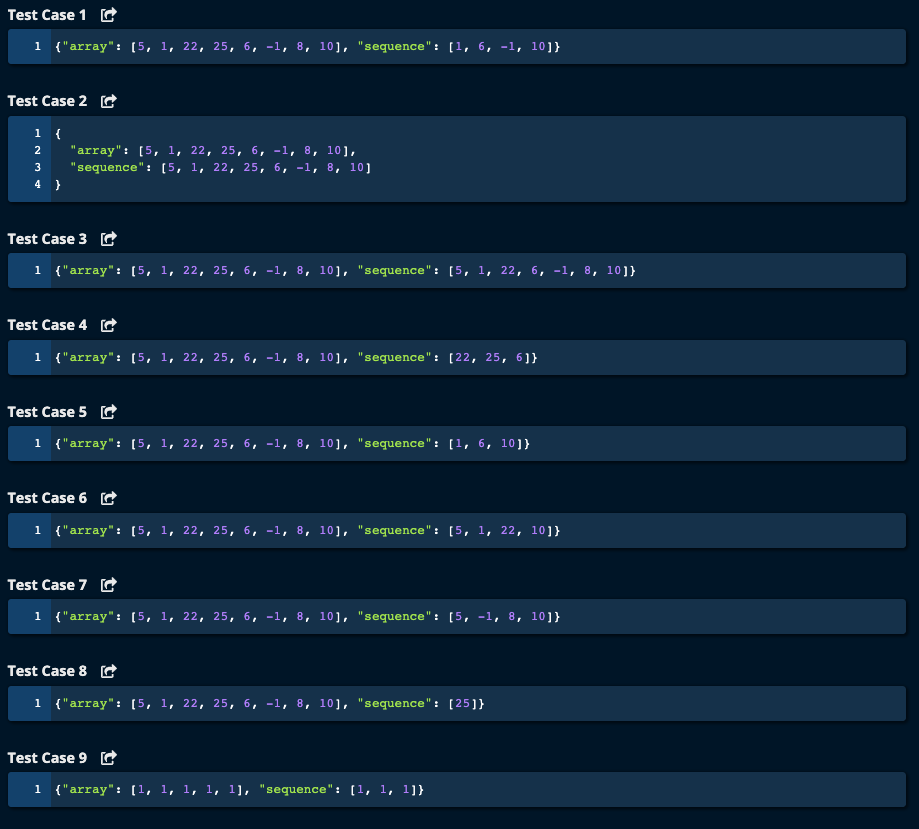 Test Case 1
1 {"array": [5, 1, 22, 25, 6, -1, 8, 10], "sequence": [1, 6, -1, 10]}
Test Case 2
1 {
2   "array": [5, 1, 22, 25, 6, -1, 8, 10],
3   "sequence": [5, 1, 22, 25, 6, -1, 8, 10]
4 }
Test Case 3
1 {"array": [5, 1, 22, 25, 6, -1, 8, 10], "sequence": [5, 1, 22, 6, -1, 8, 10]}
Test Case 4
1 {"array": [5, 1, 22, 25, 6, -1, 8, 10], "sequence": [22, 25, 6]}
Test Case 5
1 {"array": [5, 1, 22, 25, 6, -1, 8, 10], "sequence": [1, 6, 10]}
Test Case 6
1 {"array": [5, 1, 22, 25, 6, -1, 8, 10], "sequence": [5, 1, 22, 10]}
Test Case 7
1 {"array": [5, 1, 22, 25, 6, -1, 8, 10], "sequence": [5, -1, 8, 10]}
Test Case 8
1 {"array": [5, 1, 22, 25, 6, -1, 8, 10], "sequence": [25]}
Test Case 9
1 {"array": [1, 1, 1, 1, 1], "sequence": [1, 1, 1]}